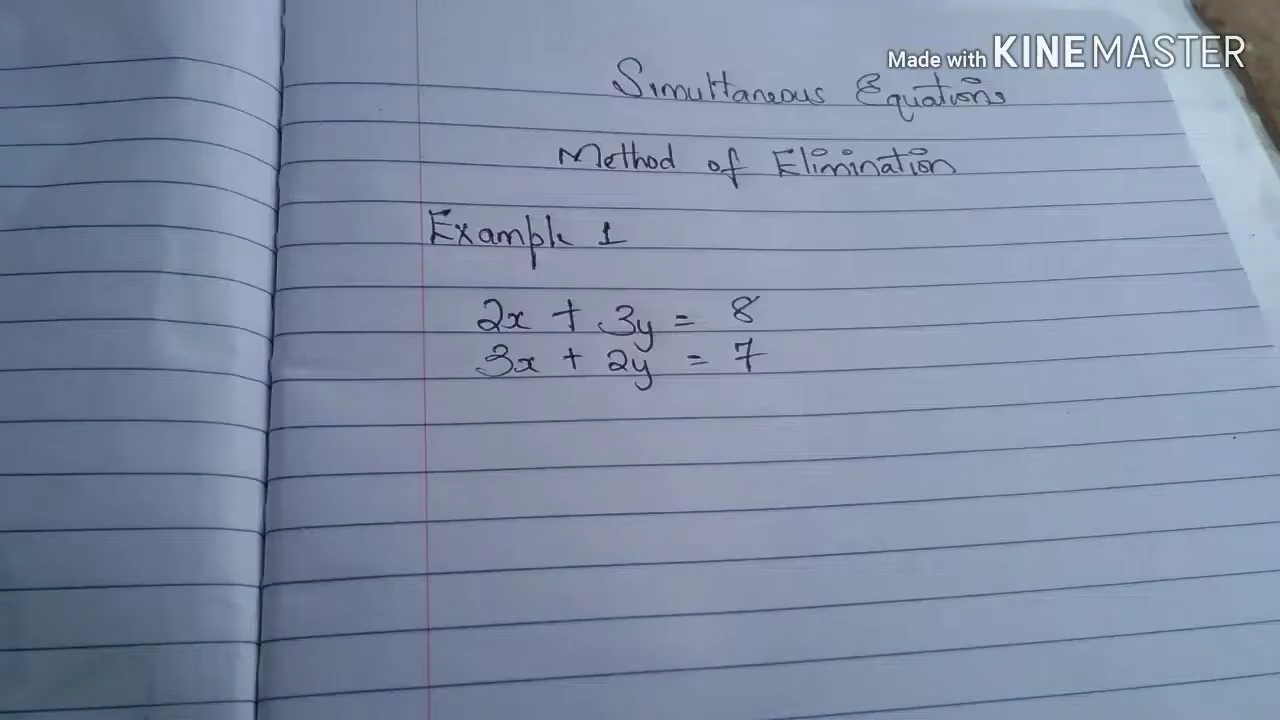 Made with KINEMASTER
Simultaneous Equations
Method of Elimination
Example 1
2x + 3y = 8
3x + 2y = 7